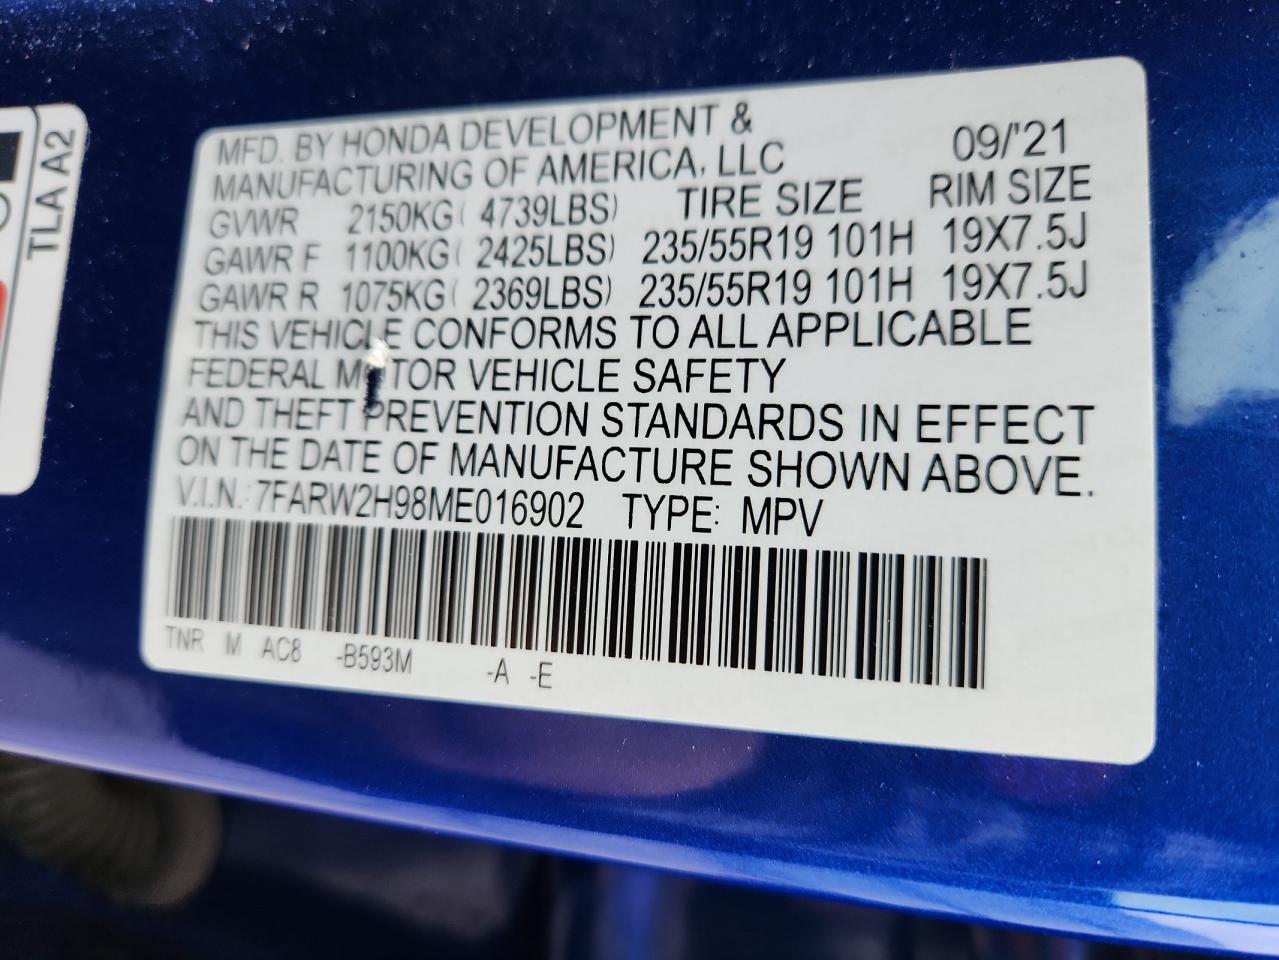 TLA A2
MFD. BY HONDA DEVELOPMENT &
MANUFACTURING OF AMERICA, LLC 09/'21
GVWR 2150KG( 4739LBS) TIRE SIZE RIM SIZE
GAWR F 1100KG( 2425LBS) 235/55R19 101H 19X7.5J
GAWR R 1075KG( 2369LBS) 235/55R19 101H 19X7.5J
THIS VEHICLE CONFORMS TO ALL APPLICABLE
FEDERAL MOTOR VEHICLE SAFETY
AND THEFT PREVENTION STANDARDS IN EFFECT
ON THE DATE OF MANUFACTURE SHOWN ABOVE.
V.I.N.: 7FARW2H98ME016902 TYPE: MPV
TNR M AC8 -B593M -A -E